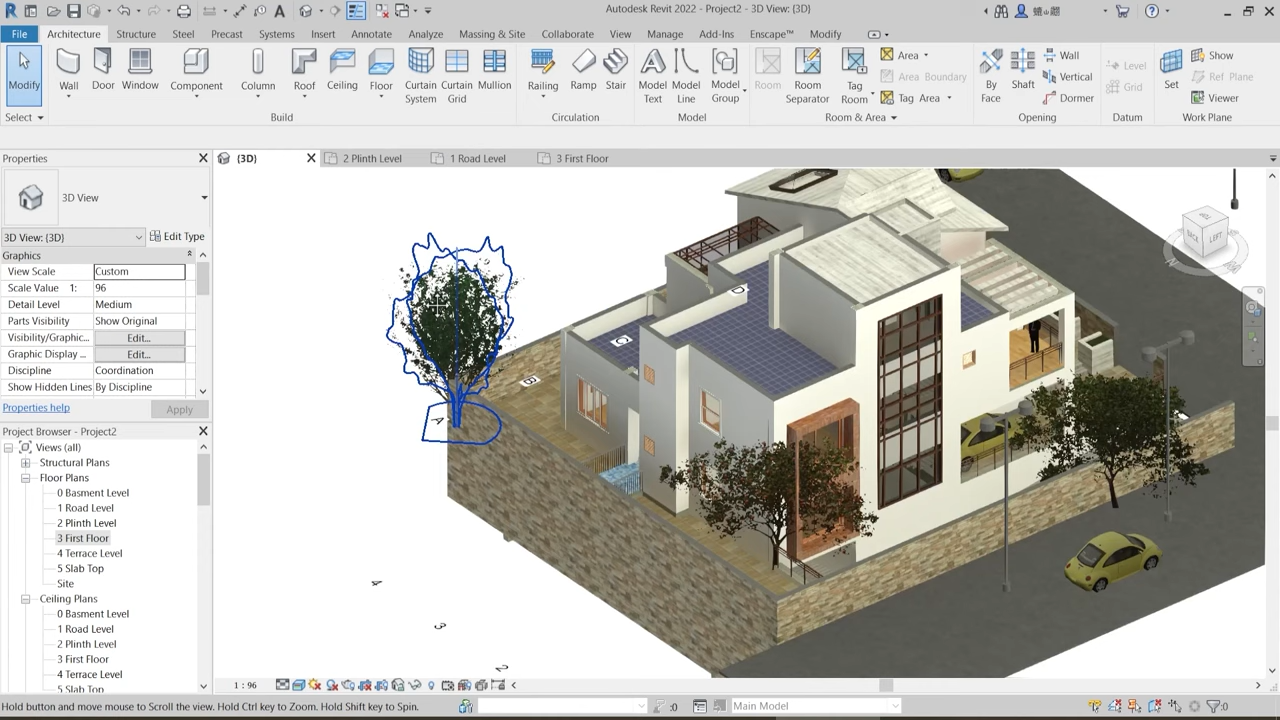 Autodesk Revit 2022 - Project2 - 3D View: {3D}
File Architecture Structure Steel Precast Systems Insert Annotate Analyze Massing & Site Collaborate View Manage Add-Ins Enscape™ Modify
Modify Wall Door Window Component Column Roof Ceiling Floor Curtain System Curtain Grid Mullion Railing Ramp Stair Model Text Model Line Model Group Room Room Separator Tag Room Area Area Boundary Tag Area By Face Shaft Wall Vertical Dormer Level Grid Set Show Ref Plane Viewer
Select Build Circulation Model Room & Area Opening Datum Work Plane
Properties
{3D} 2 Plinth Level 1 Road Level 3 First Floor
3D View
3D View: {3D} Edit Type
Graphics
View Scale Custom
Scale Value 1: 96
Detail Level Medium
Parts Visibility Show Original
Visibility/Graphic... Edit...
Graphic Display ... Edit...
Discipline Coordination
Show Hidden Lines By Discipline
Properties help Apply
Project Browser - Project2
Views (all)
Structural Plans
Floor Plans
0 Basment Level
1 Road Level
2 Plinth Level
3 First Floor
4 Terrace Level
5 Slab Top
Site
Ceiling Plans
0 Basment Level
1 Road Level
2 Plinth Level
3 First Floor
4 Terrace Level
5 Slab Top
TOP
BACK LEFT
D
C
B
A
4
3
2
1 : 96
Hold button and move mouse to Scroll the view. Hold Ctrl key to Zoom. Hold Shift key to Spin. :0 Main Model :0